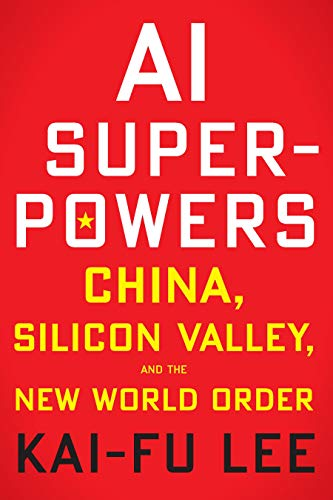 AI
SUPER-
POWERS
CHINA,
SILICON VALLEY,
AND THE
NEW WORLD ORDER
KAI-FU LEE